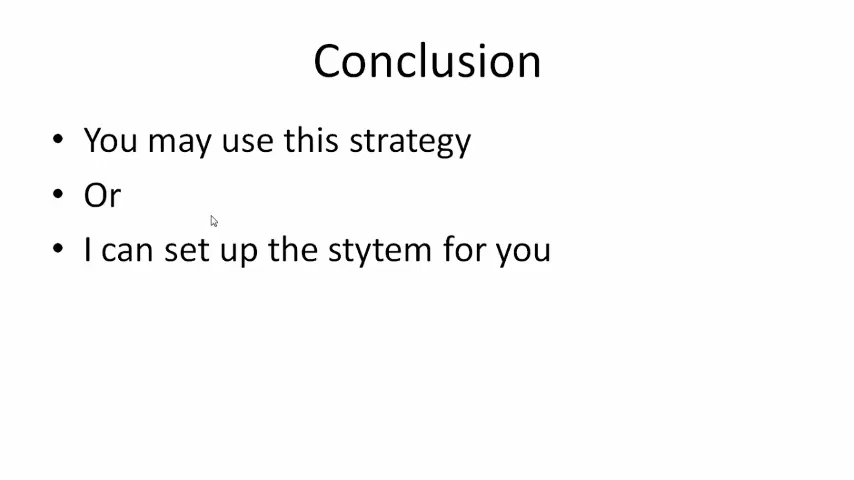 Conclusion
• You may use this strategy
• Or
• I can set up the stytem for you